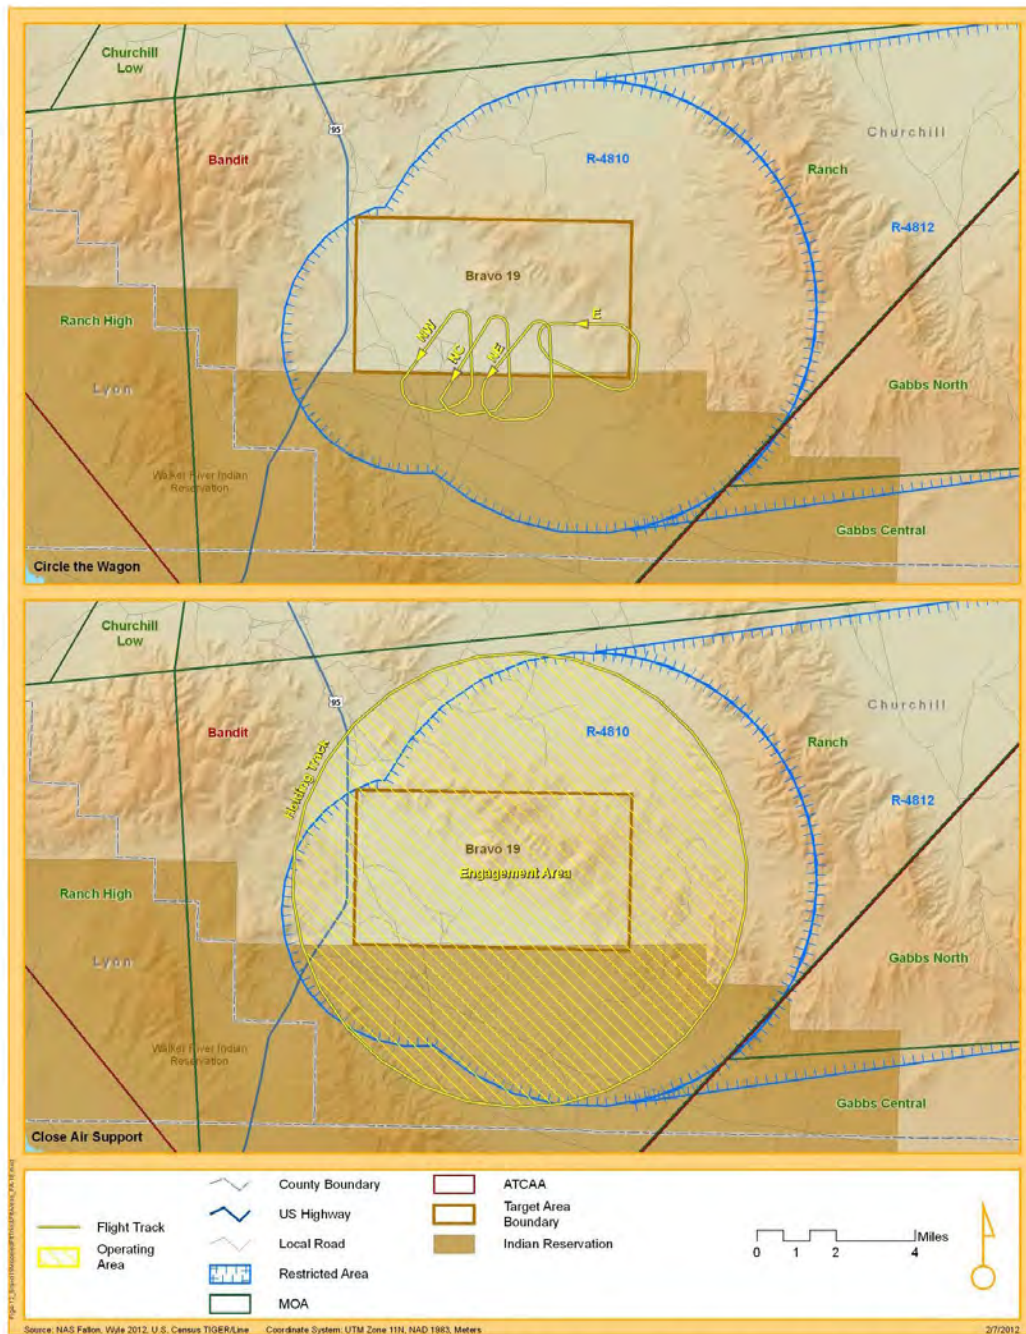 Churchill
Low
95
Churchill
Bandit
R-4810
Ranch
R-4812
Bravo 19
E
NW
NC
NE
Ranch High
Lyon
Gabbs North
Walker River Indian
Reservation
Gabbs Central
Circle the Wagon
Churchill
Low
95
Churchill
Bandit
R-4810
Ranch
Holding Track
R-4812
Bravo 19
Engagement Area
Ranch High
Lyon
Gabbs North
Walker River Indian
Reservation
Gabbs Central
Close Air Support
Flight Track
Operating
Area
County Boundary
US Highway
Local Road
Restricted Area
MOA
ATCAA
Target Area
Boundary
Indian Reservation
Miles
0 1 2 4
Source: NAS Fallon, Wyle 2012, U.S. Census TIGER/Line Coordinate System: UTM Zone 11N, NAD 1983, Meters
2/7/2012